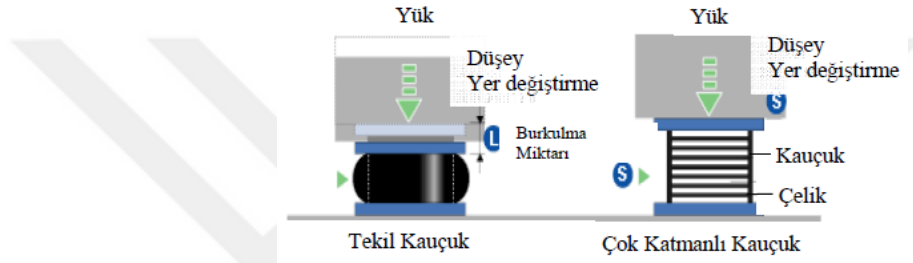 Yük
Düşey
Yer değiştirme
L
Burkulma
Miktarı
Tekil Kauçuk
Yük
Düşey
Yer değiştirme
S
S
Kauçuk
Çelik
Çok Katmanlı Kauçuk